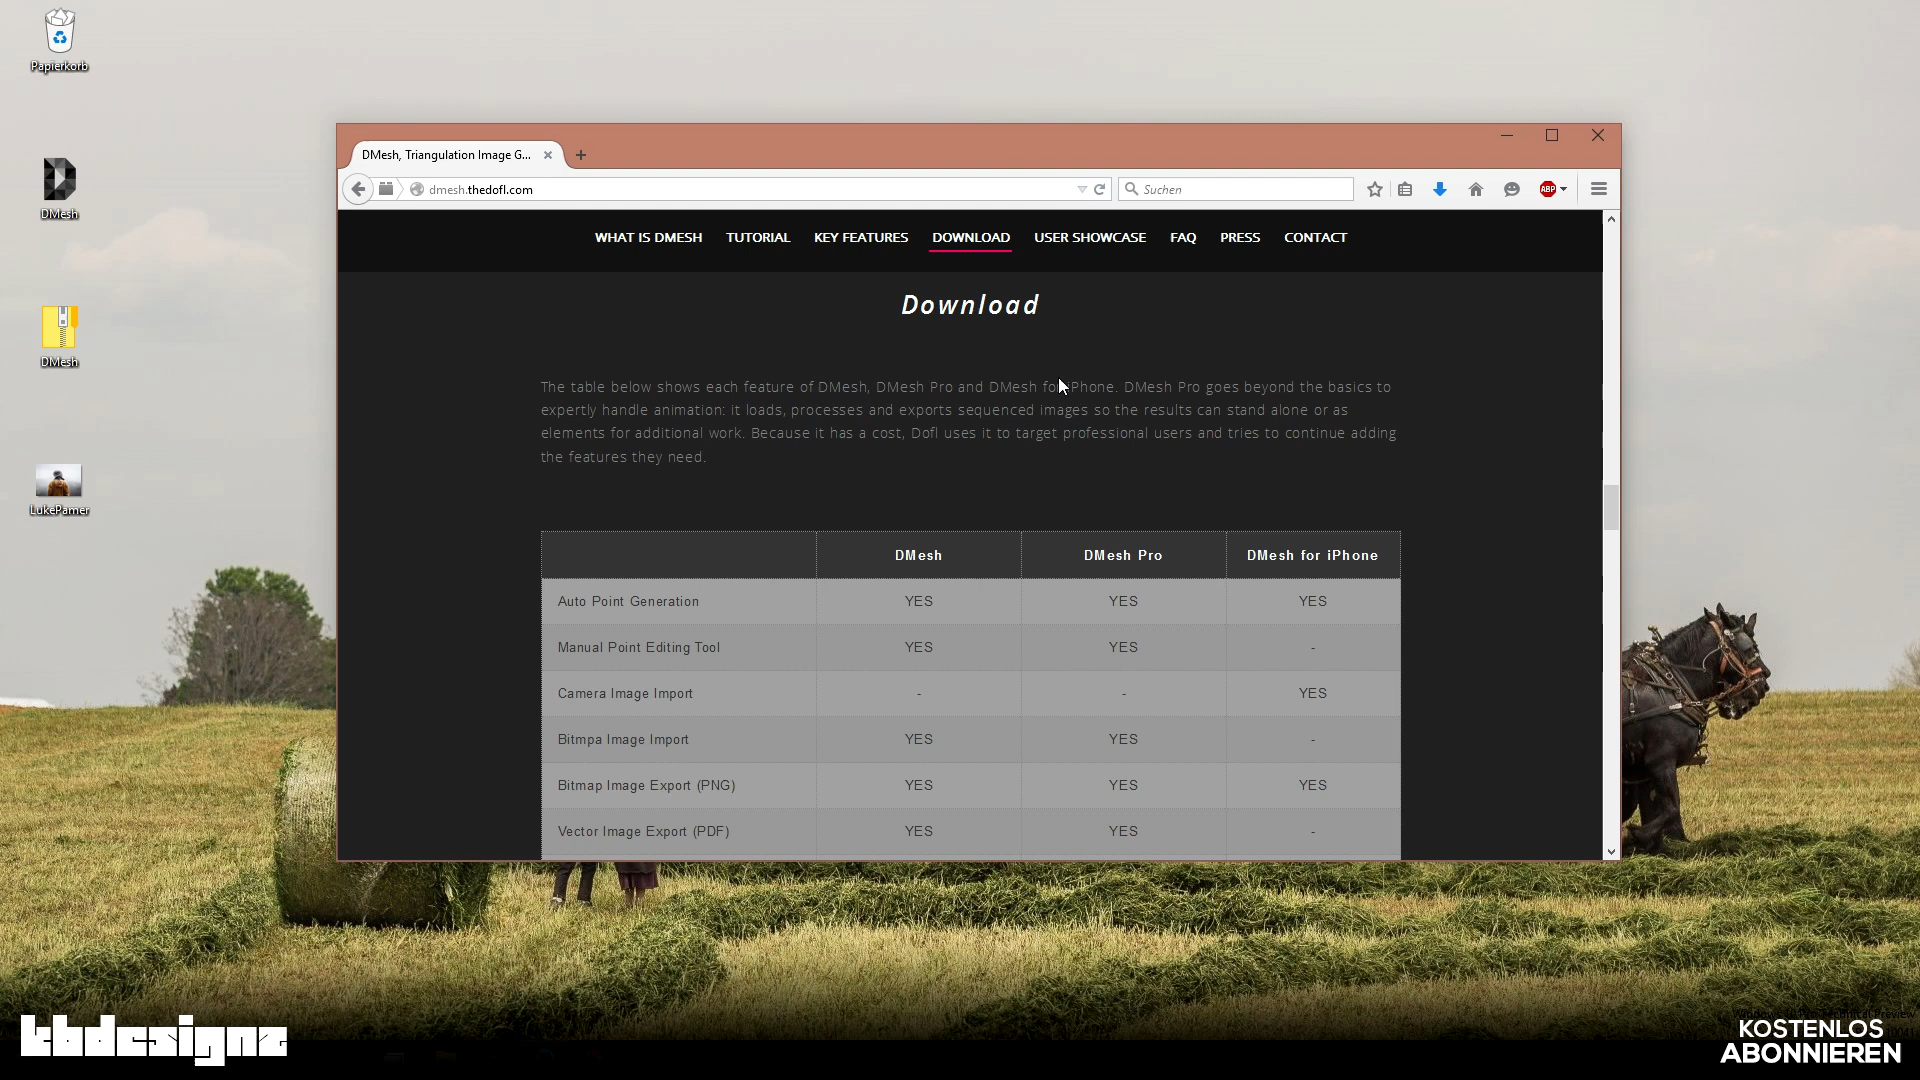 Papierkorb
DMesh
DMesh
LukePamer
DMesh, Triangulation Image G...
dmesh.thedofl.com
Suchen
ABP
WHAT IS DMESH TUTORIAL KEY FEATURES DOWNLOAD USER SHOWCASE FAQ PRESS CONTACT
Download
The table below shows each feature of DMesh, DMesh Pro and DMesh for iPhone. DMesh Pro goes beyond the basics to
expertly handle animation: it loads, processes and exports sequenced images so the results can stand alone or as
elements for additional work. Because it has a cost, Dofl uses it to target professional users and tries to continue adding
the features they need.
DMesh DMesh Pro DMesh for iPhone
Auto Point Generation YES YES YES
Manual Point Editing Tool YES YES -
Camera Image Import - - YES
Bitmpa Image Import YES YES -
Bitmap Image Export (PNG) YES YES YES
Vector Image Export (PDF) YES YES -
kbdesignz
KOSTENLOS
ABONNIEREN